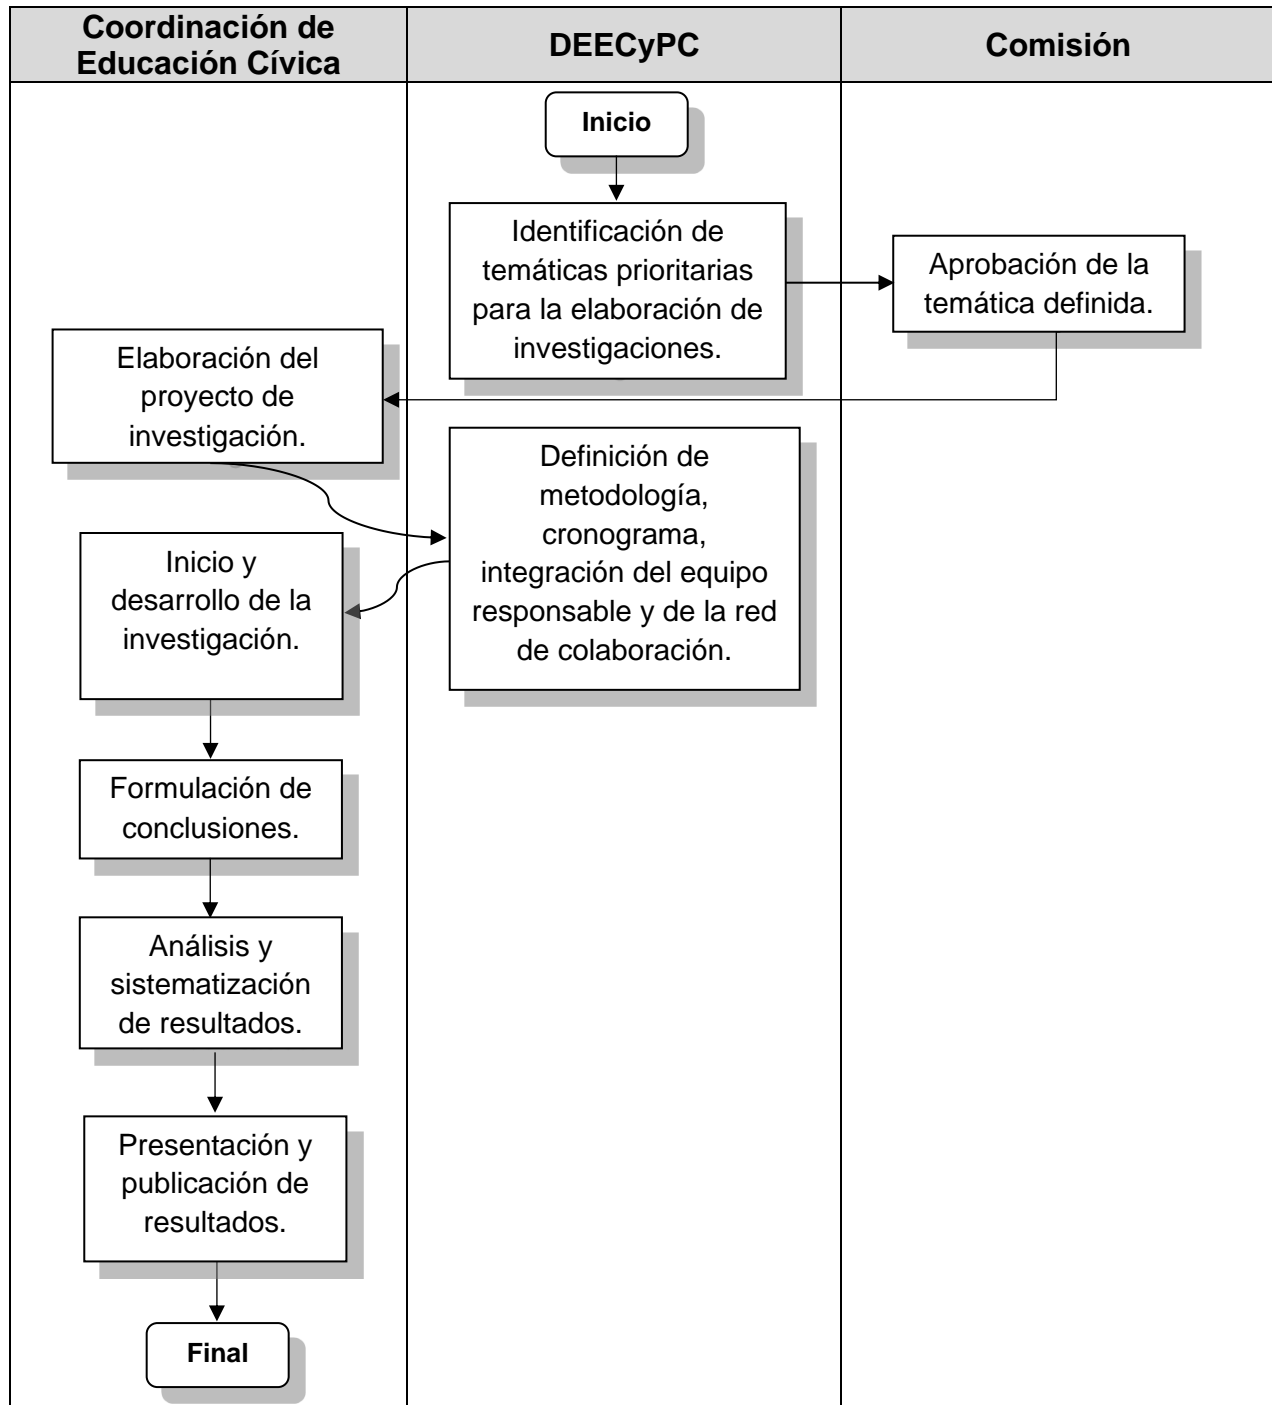 Coordinación de
Educación Cívica
DEECyPC
Comisión
Inicio
Identificación de
temáticas prioritarias
para la elaboración de
investigaciones.
Aprobación de la
temática definida.
Elaboración del
proyecto de
investigación.
Definición de
metodología,
cronograma,
integración del equipo
responsable y de la red
de colaboración.
Inicio y
desarrollo de la
investigación.
Formulación de
conclusiones.
Análisis y
sistematización
de resultados.
Presentación y
publicación de
resultados.
Final